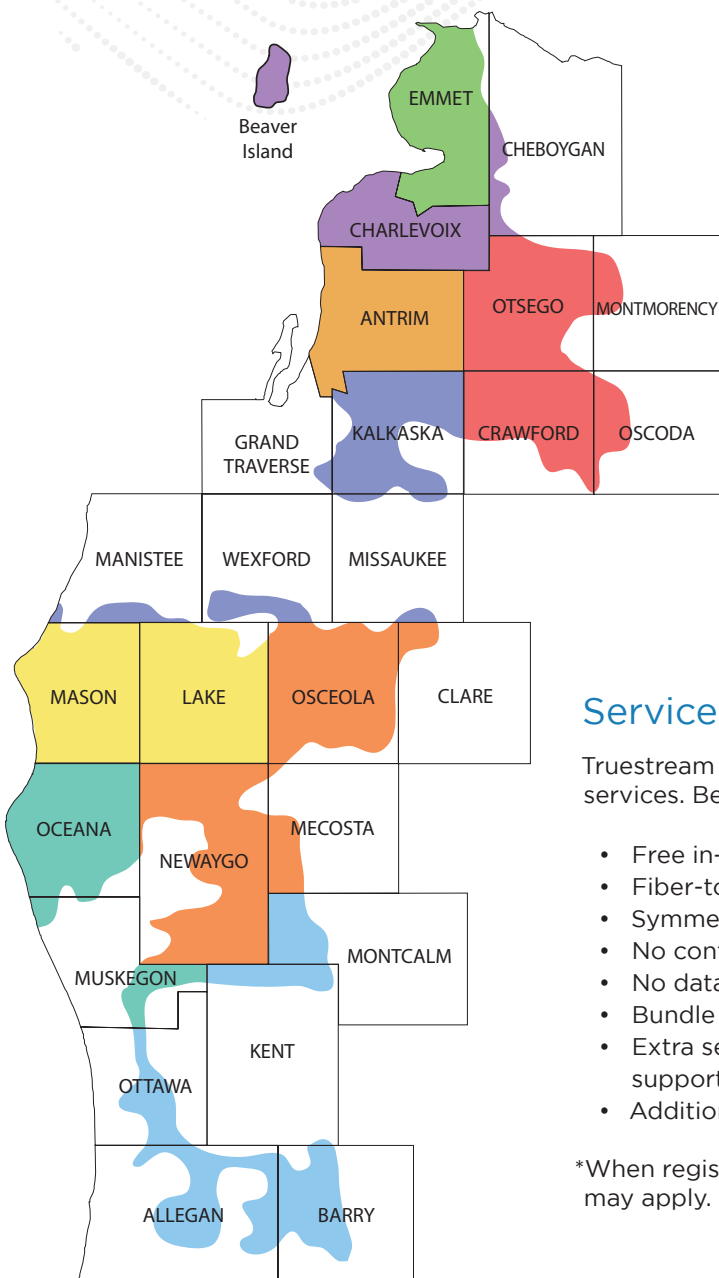 EMMET
Beaver
Island
CHEBOYGAN
CHARLEVOIX
OTSEGO
MONTMORENCY
ANTRIM
GRAND
TRAVERSE
KALKASKA
CRAWFORD
OSCODA
MANISTEE
WEXFORD
MISSAUKEE
MASON
LAKE
OSCEOLA
CLARE
OCEANA
NEWAYGO
MECOSTA
MUSKEGON
MONTCALM
KENT
OTTAWA
ALLEGAN
BARRY
Service
Truestream
services. Be
• Free in-
• Fiber-to
• Symme
• No cont
• No data
• Bundle
• Extra se
support
• Addition
*When regis
may apply.